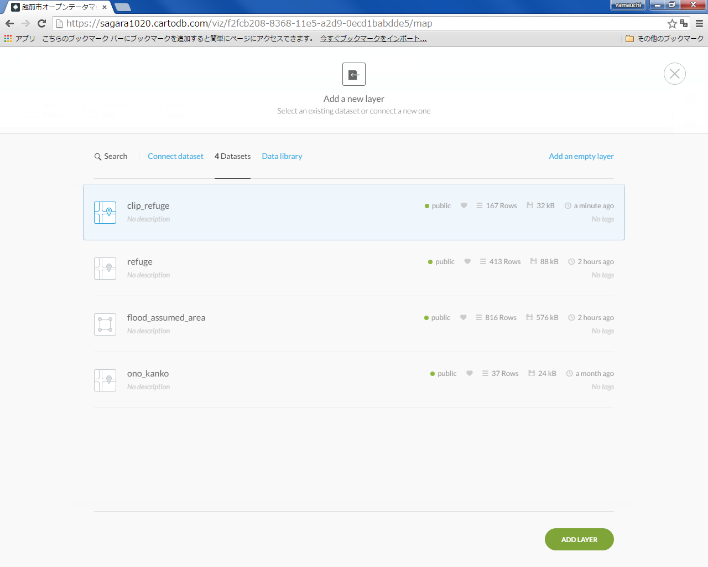 越前市オープンデータマ
Yamauchi
https://sagara1020.cartodb.com/viz/f2fcb208-8368-11e5-a2d9-0ecd1babdde5/map
アプリ こちらのブックマーク バーにブックマークを追加すると簡単にページにアクセスできます。 今すぐブックマークをインポート... その他のブックマーク
Add a new layer
Select an existing dataset or connect a new one
Search Connect dataset 4 Datasets Data library Add an empty layer
clip_refuge public 167 Rows 32 kB a minute ago
No description No tags
refuge public 413 Rows 88 kB 2 hours ago
No description No tags
flood_assumed_area public 816 Rows 576 kB 2 hours ago
No description No tags
ono_kanko public 37 Rows 24 kB a month ago
No description No tags
ADD LAYER